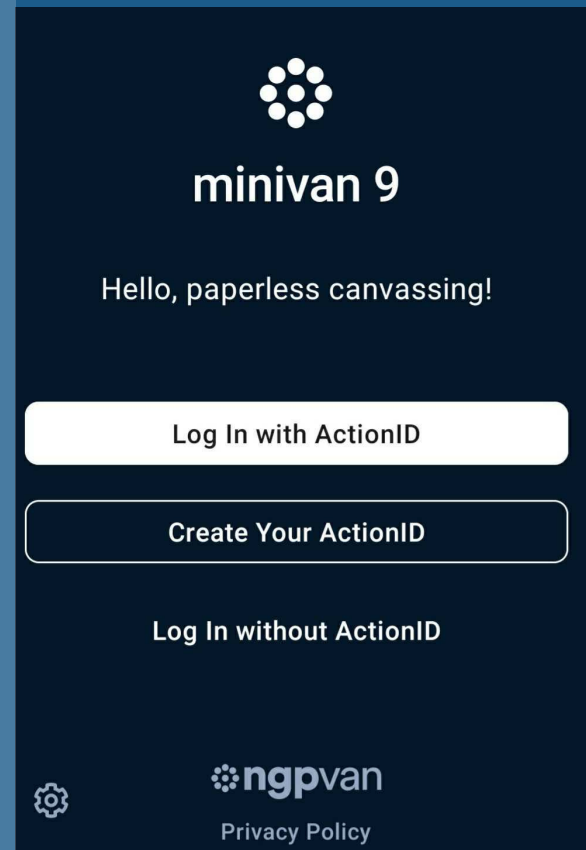 minivan 9
Hello, paperless canvassing!
Log In with ActionID
Create Your ActionID
Log In without ActionID
ngpvan
Privacy Policy